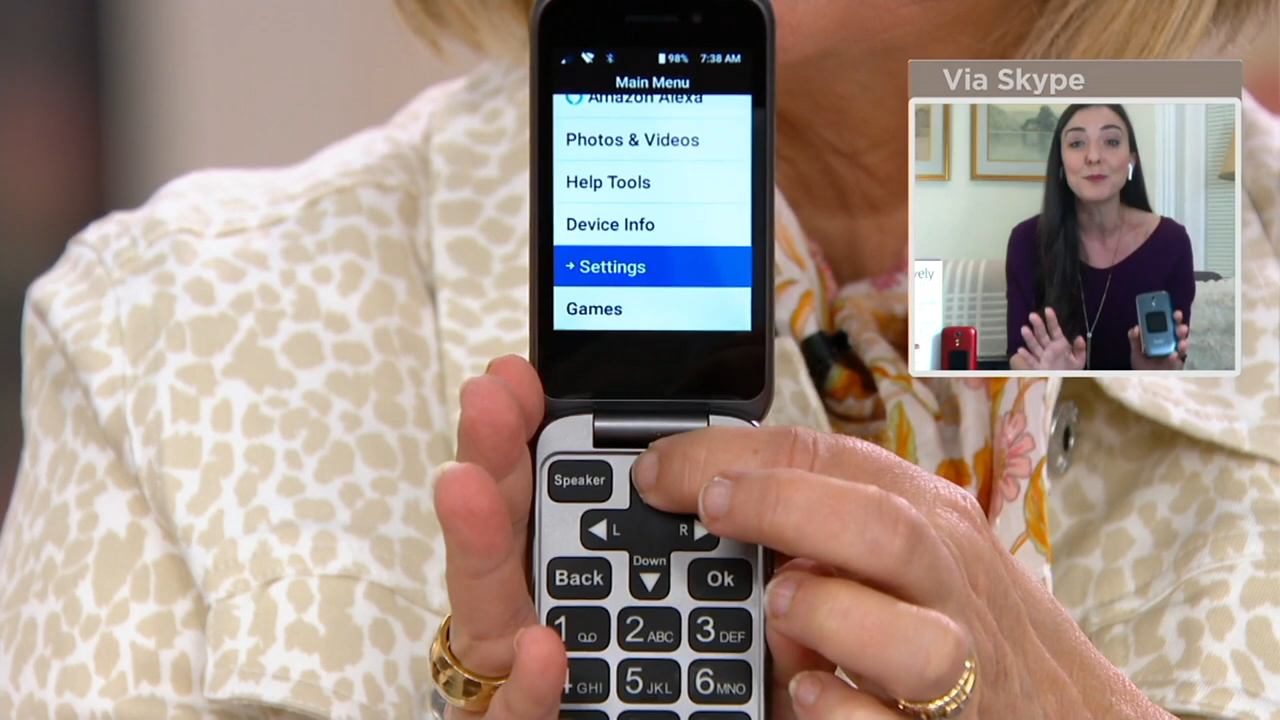 98% 7:38 AM
Main Menu
Amazon Alexa
Photos & Videos
Help Tools
Device Info
→ Settings
Games
Speaker
L R
Down
Back Ok
1 2 ABC 3 DEF
GHI 5 JKL 6 MNO
Via Skype
vely